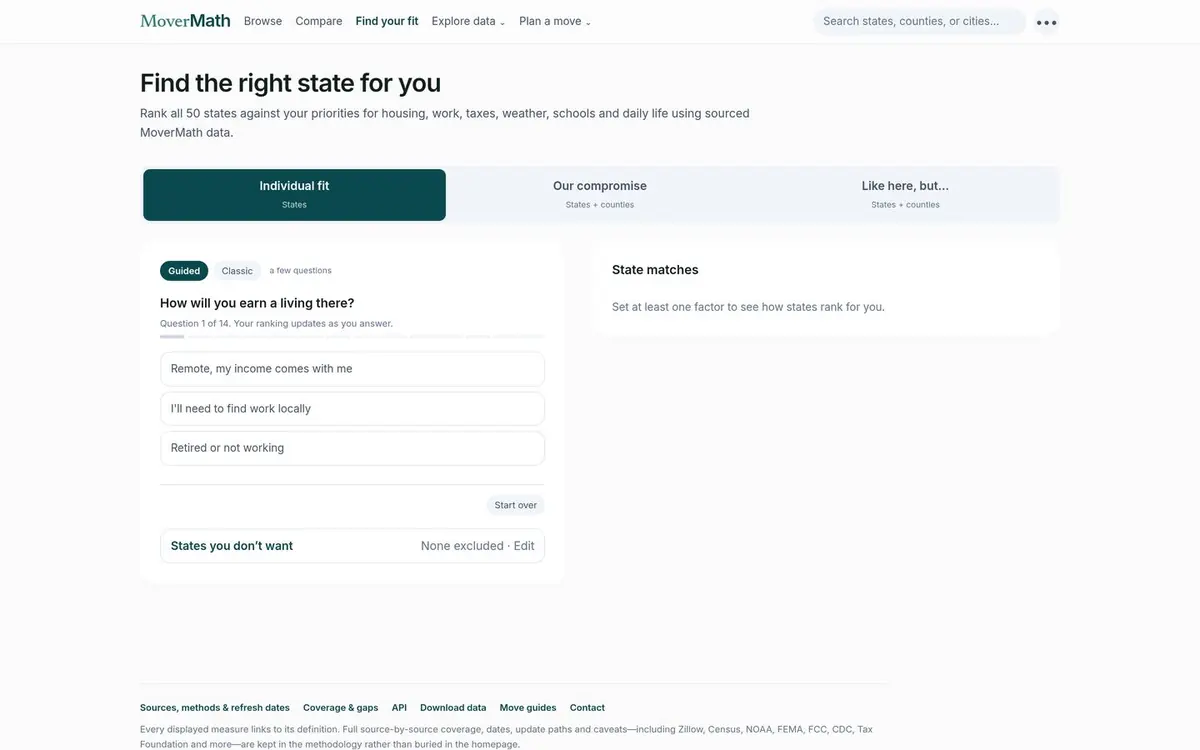 MoverMath Browse Compare Find your fit Explore data ⌄ Plan a move ⌄ Search states, counties, or cities...
Find the right state for you
Rank all 50 states against your priorities for housing, work, taxes, weather, schools and daily life using sourced
MoverMath data.
Individual fit
States
Our compromise
States + counties
Like here, but...
States + counties
Guided Classic a few questions
How will you earn a living there?
Question 1 of 14. Your ranking updates as you answer.
Remote, my income comes with me
I'll need to find work locally
Retired or not working
Start over
States you don't want None excluded · Edit
State matches
Set at least one factor to see how states rank for you.
Sources, methods & refresh dates Coverage & gaps API Download data Move guides Contact
Every displayed measure links to its definition. Full source-by-source coverage, dates, update paths and caveats—including Zillow, Census, NOAA, FEMA, FCC, CDC, Tax
Foundation and more—are kept in the methodology rather than buried in the homepage.